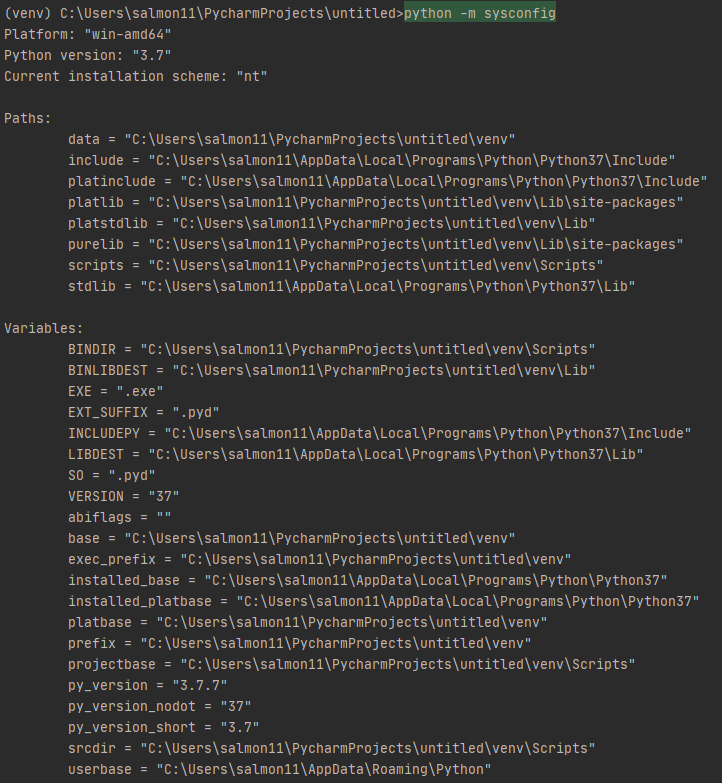 (venv) C:\Users\salmon11\PycharmProjects\untitled>python -m sysconfig
Platform: "win-amd64"
Python version: "3.7"
Current installation scheme: "nt"

Paths:
        data = "C:\Users\salmon11\PycharmProjects\untitled\venv"
        include = "C:\Users\salmon11\AppData\Local\Programs\Python\Python37\Include"
        platinclude = "C:\Users\salmon11\AppData\Local\Programs\Python\Python37\Include"
        platlib = "C:\Users\salmon11\PycharmProjects\untitled\venv\Lib\site-packages"
        platstdlib = "C:\Users\salmon11\PycharmProjects\untitled\venv\Lib"
        purelib = "C:\Users\salmon11\PycharmProjects\untitled\venv\Lib\site-packages"
        scripts = "C:\Users\salmon11\PycharmProjects\untitled\venv\Scripts"
        stdlib = "C:\Users\salmon11\AppData\Local\Programs\Python\Python37\Lib"

Variables:
        BINDIR = "C:\Users\salmon11\PycharmProjects\untitled\venv\Scripts"
        BINLIBDEST = "C:\Users\salmon11\PycharmProjects\untitled\venv\Lib"
        EXE = ".exe"
        EXT_SUFFIX = ".pyd"
        INCLUDEPY = "C:\Users\salmon11\AppData\Local\Programs\Python\Python37\Include"
        LIBDEST = "C:\Users\salmon11\AppData\Local\Programs\Python\Python37\Lib"
        SO = ".pyd"
        VERSION = "37"
        abiflags = ""
        base = "C:\Users\salmon11\PycharmProjects\untitled\venv"
        exec_prefix = "C:\Users\salmon11\PycharmProjects\untitled\venv"
        installed_base = "C:\Users\salmon11\AppData\Local\Programs\Python\Python37"
        installed_platbase = "C:\Users\salmon11\AppData\Local\Programs\Python\Python37"
        platbase = "C:\Users\salmon11\PycharmProjects\untitled\venv"
        prefix = "C:\Users\salmon11\PycharmProjects\untitled\venv"
        projectbase = "C:\Users\salmon11\PycharmProjects\untitled\venv\Scripts"
        py_version = "3.7.7"
        py_version_nodot = "37"
        py_version_short = "3.7"
        srcdir = "C:\Users\salmon11\PycharmProjects\untitled\venv\Scripts"
        userbase = "C:\Users\salmon11\AppData\Roaming\Python"